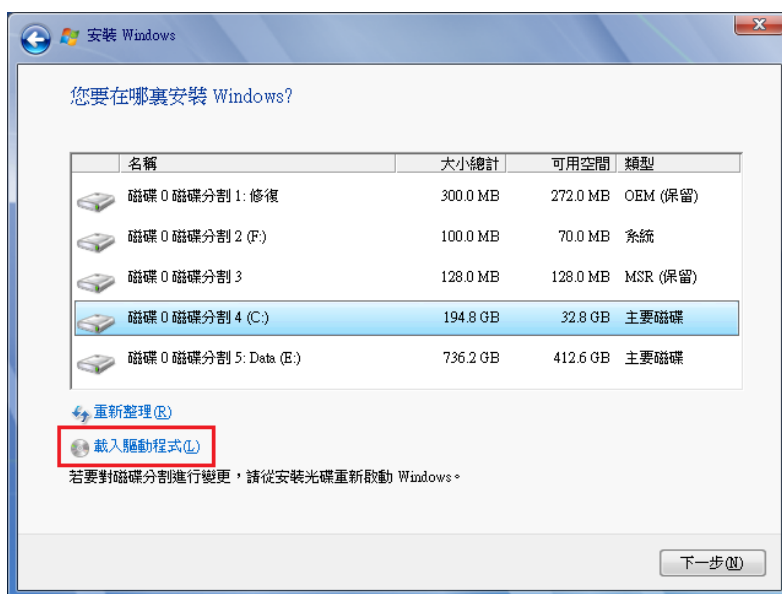 安裝 Windows
您要在哪裏安裝 Windows?
名稱 大小總計 可用空間 類型
磁碟 0 磁碟分割 1: 修復 300.0 MB 272.0 MB OEM (保留)
磁碟 0 磁碟分割 2 (F:) 100.0 MB 70.0 MB 系統
磁碟 0 磁碟分割 3 128.0 MB 128.0 MB MSR (保留)
磁碟 0 磁碟分割 4 (C:) 194.8 GB 32.8 GB 主要磁碟
磁碟 0 磁碟分割 5: Data (E:) 736.2 GB 412.6 GB 主要磁碟
重新整理(R)
載入驅動程式(L)
若要對磁碟分割進行變更，請從安裝光碟重新啟動 Windows。
下一步(N)